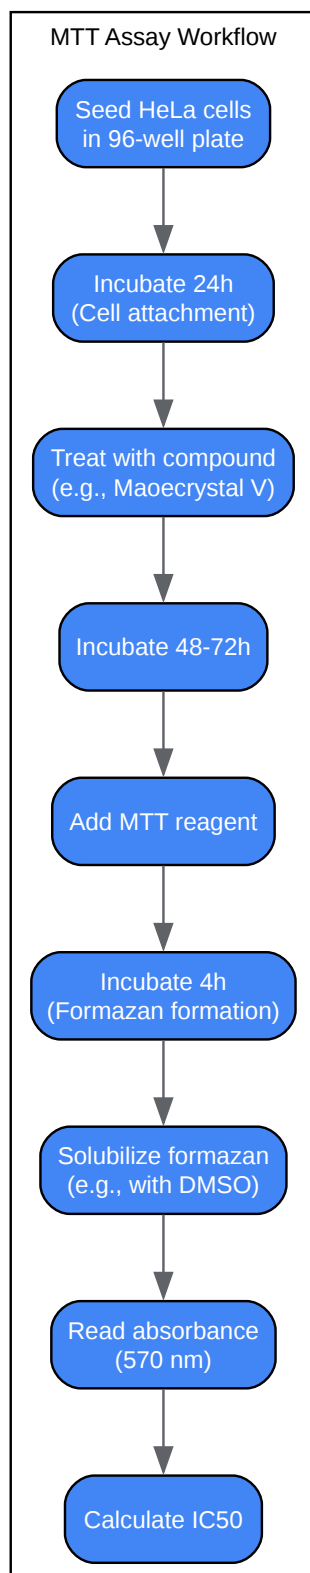 MTT Assay Workflow
Seed HeLa cells
in 96-well plate
Incubate 24h
(Cell attachment)
Treat with compound
(e.g., Maoecrystal V)
Incubate 48-72h
Add MTT reagent
Incubate 4h
(Formazan formation)
Solubilize formazan
(e.g., with DMSO)
Read absorbance
(570 nm)
Calculate IC50